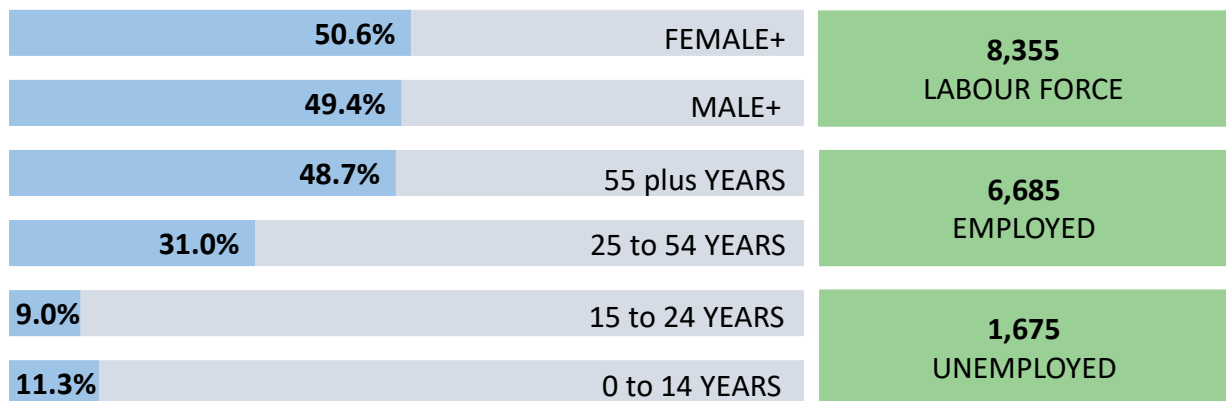 50.6% FEMALE+
49.4% MALE+
48.7% 55 plus YEARS
31.0% 25 to 54 YEARS
9.0% 15 to 24 YEARS
11.3% 0 to 14 YEARS
8,355
LABOUR FORCE
6,685
EMPLOYED
1,675
UNEMPLOYED